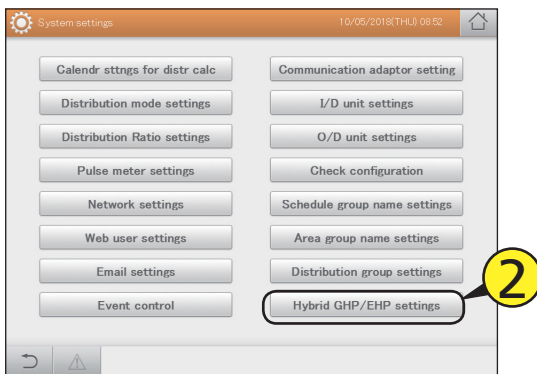 System settings 10/05/2018(THU) 08:52
Calendr sttngs for distr calc
Communication adaptor setting
Distribution mode settings
I/D unit settings
Distribution Ratio settings
O/D unit settings
Pulse meter settings
Check configuration
Network settings
Schedule group name settings
Web user settings
Area group name settings
Email settings
Distribution group settings
Event control
Hybrid GHP/EHP settings
2